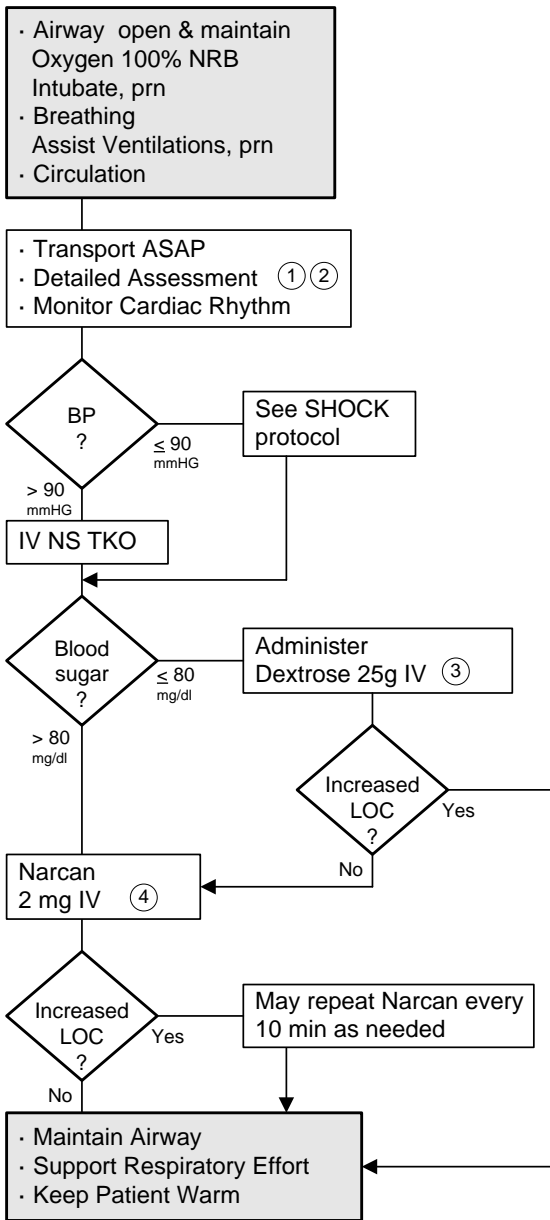 · Airway open & maintain
Oxygen 100% NRB
Intubate, prn
· Breathing
Assist Ventilations, prn
· Circulation
· Transport ASAP
· Detailed Assessment 1 2
· Monitor Cardiac Rhythm
BP
?
≤ 90
mmHG
See SHOCK
protocol
> 90
mmHG
IV NS TKO
Blood
sugar
?
≤ 80
mg/dl
Administer
Dextrose 25g IV 3
> 80
mg/dl
Increased
LOC
?
Yes
No
Narcan
2 mg IV 4
Increased
LOC
?
Yes
May repeat Narcan every
10 min as needed
No
· Maintain Airway
· Support Respiratory Effort
· Keep Patient Warm